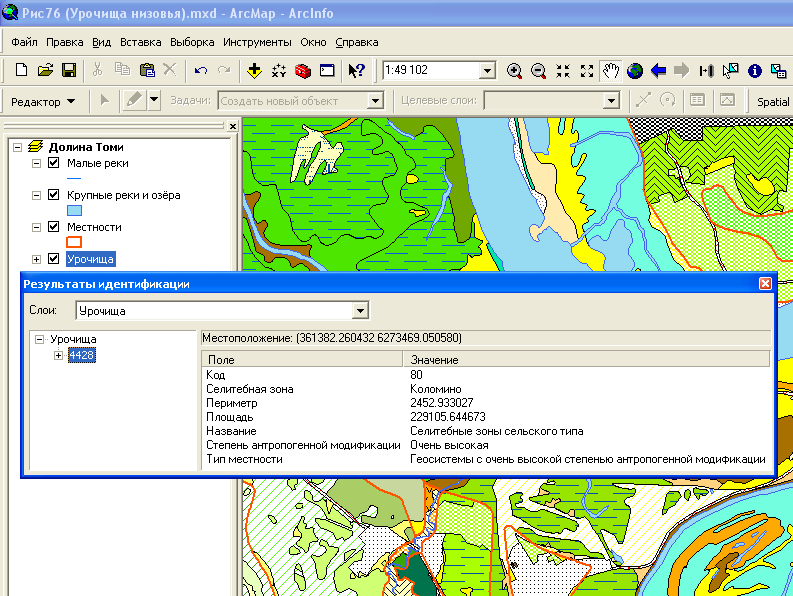 Рис76 (Урочища низовья).mxd - ArcMap - ArcInfo
Файл Правка Вид Вставка Выборка Инструменты Окно Справка
1:49 102
Редактор Задачи: Создать новый объект Целевые слои: Spatial
Долина Томи
Малые реки
Крупные реки и озёра
Местности
Урочища
Результаты идентификации
Слои: Урочища
Урочища
4428
Местоположение: (361382.260432 6273469.050580)
Поле Значение
Код 80
Селитебная зона Коломино
Периметр 2452.933027
Площадь 229105.644673
Название Селитебные зоны сельского типа
Степень антропогенной модификации Очень высокая
Тип местности Геосистемы с очень высокой степенью антропогенной модификации